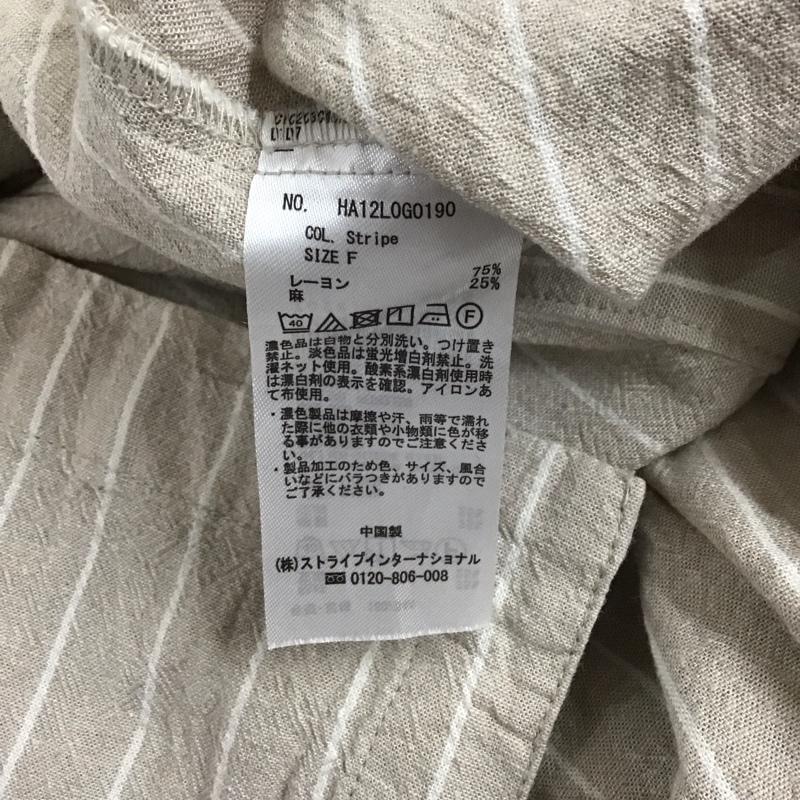 NO. HA12L0G0190
COL. Stripe
SIZE F
レーヨン 75%
麻 25%
40
F
濃色品は白物と分別洗い。つけ置き
禁止。淡色品は蛍光増白剤禁止。洗
濯ネット使用。酸素系漂白剤使用時
は漂白剤の表示を確認。アイロンあ
て布使用。
・濃色製品は摩擦や汗、雨等で濡れ
た際に他の衣類や小物類に色が移
る事がありますのでご注意くださ
い。
・製品加工のため色、サイズ、風合
いなどにバラつきがありますので
ご了承ください。
中国製
(株)ストライプインターナショナル
0120-806-008